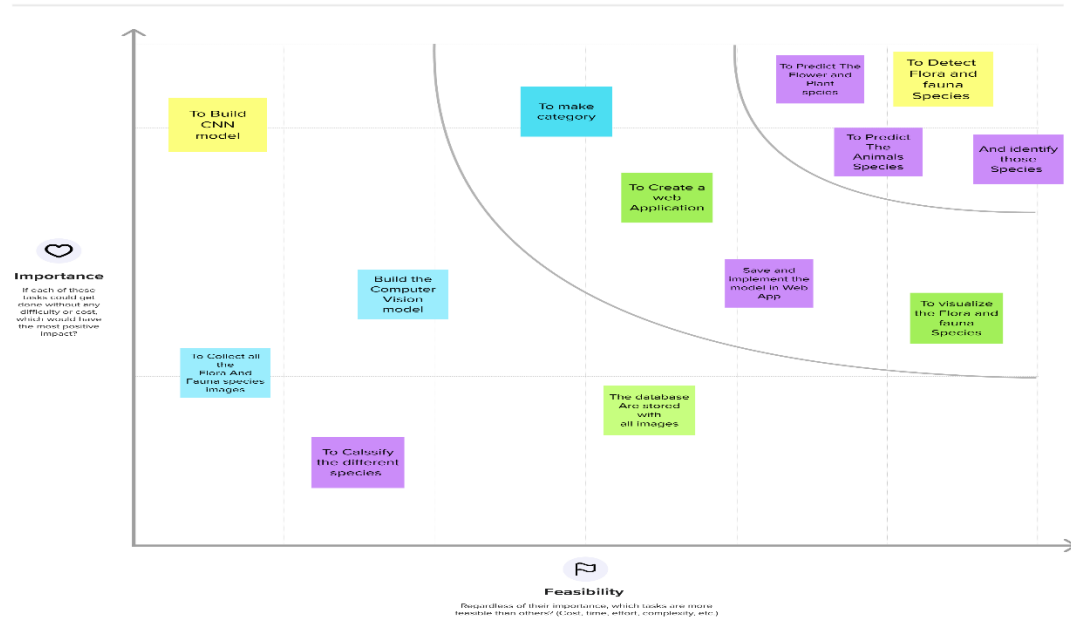 To Predict The
Flower and
Plant
spcies
To Detect
Flora and
fauna
Species
To Build
CNN
model
To make
category
To Predict
The
Animals
Species
And identify
those
Species
To Create a
web
Application
Importance
If each of these
tasks could get
done without any
difficulty or cost,
which would have
the most positive
impact?
Build the
Computer
Vision
model
Save and
implement the
model in Web
App
To visualize
the Flora and
fauna
Species
To Collect all
the
Flora And
Fauna species
images
The database
Are stored
with
all images
To Calssify
the different
species
Feasibility
Regardless of their importance, which tasks are more
feasible than others? (Cost, time, effort, complexity, etc.)